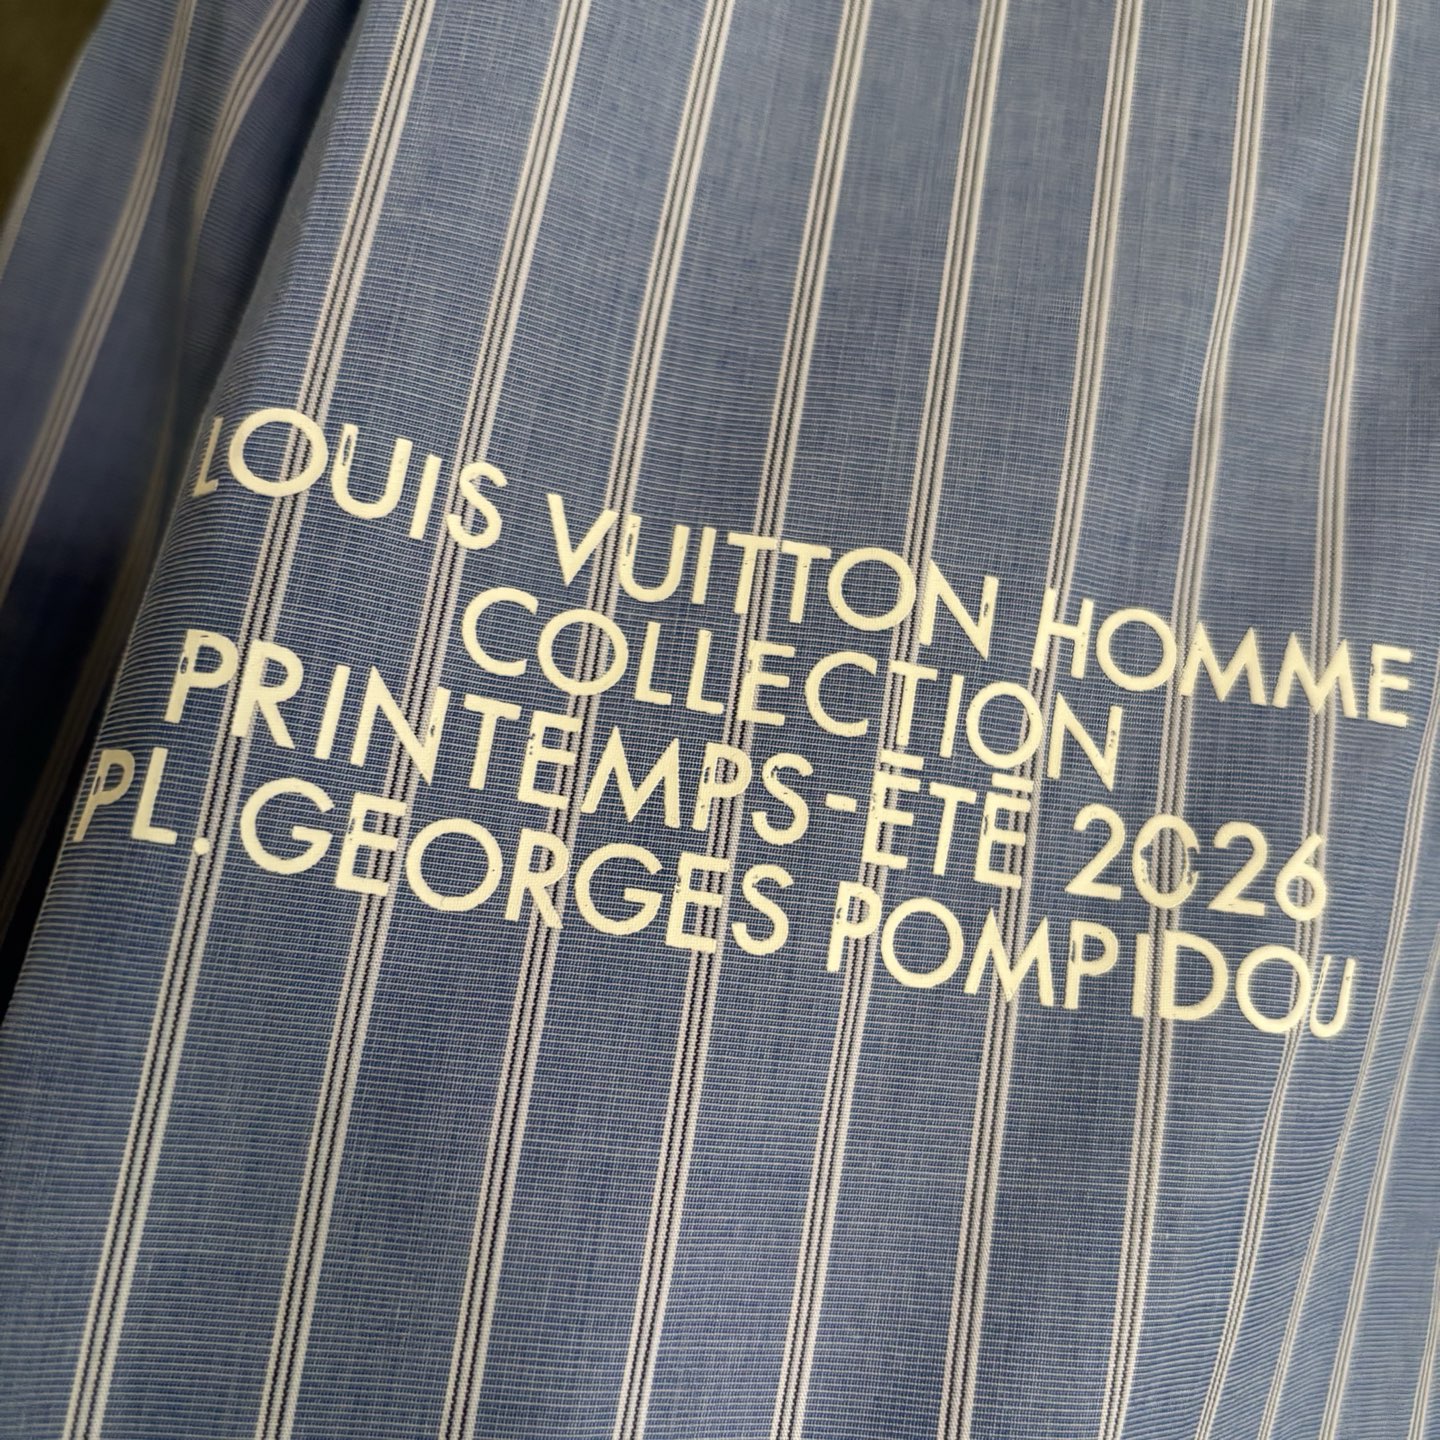 LOUIS VUITTON HOMME
COLLECTION
PRINTEMPS-ÉTÉ 2026
PL. GEORGES POMPIDOU